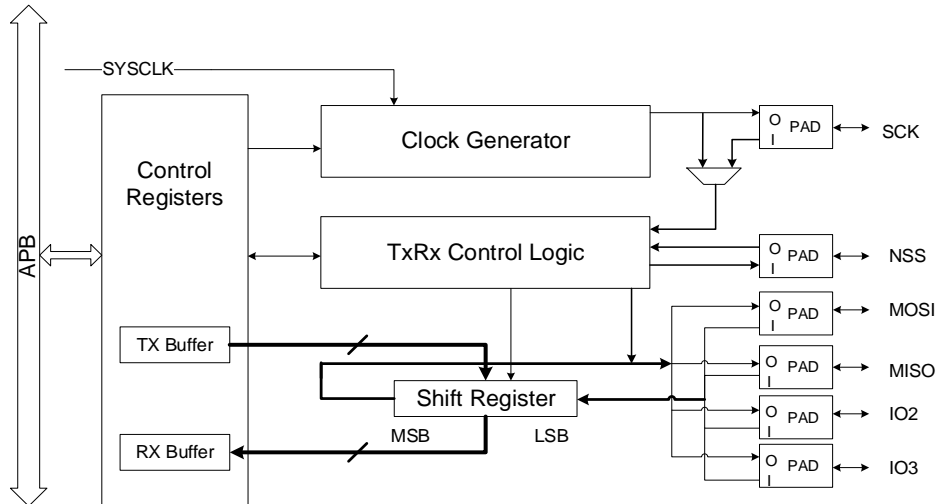 SYSCLK
APB
Control
Registers
Clock Generator
O
I
PAD
SCK
TxRx Control Logic
O
I
PAD
NSS
O
I
PAD
MOSI
TX Buffer
O
I
PAD
MISO
Shift Register
MSB
LSB
O
I
PAD
IO2
RX Buffer
O
I
PAD
IO3